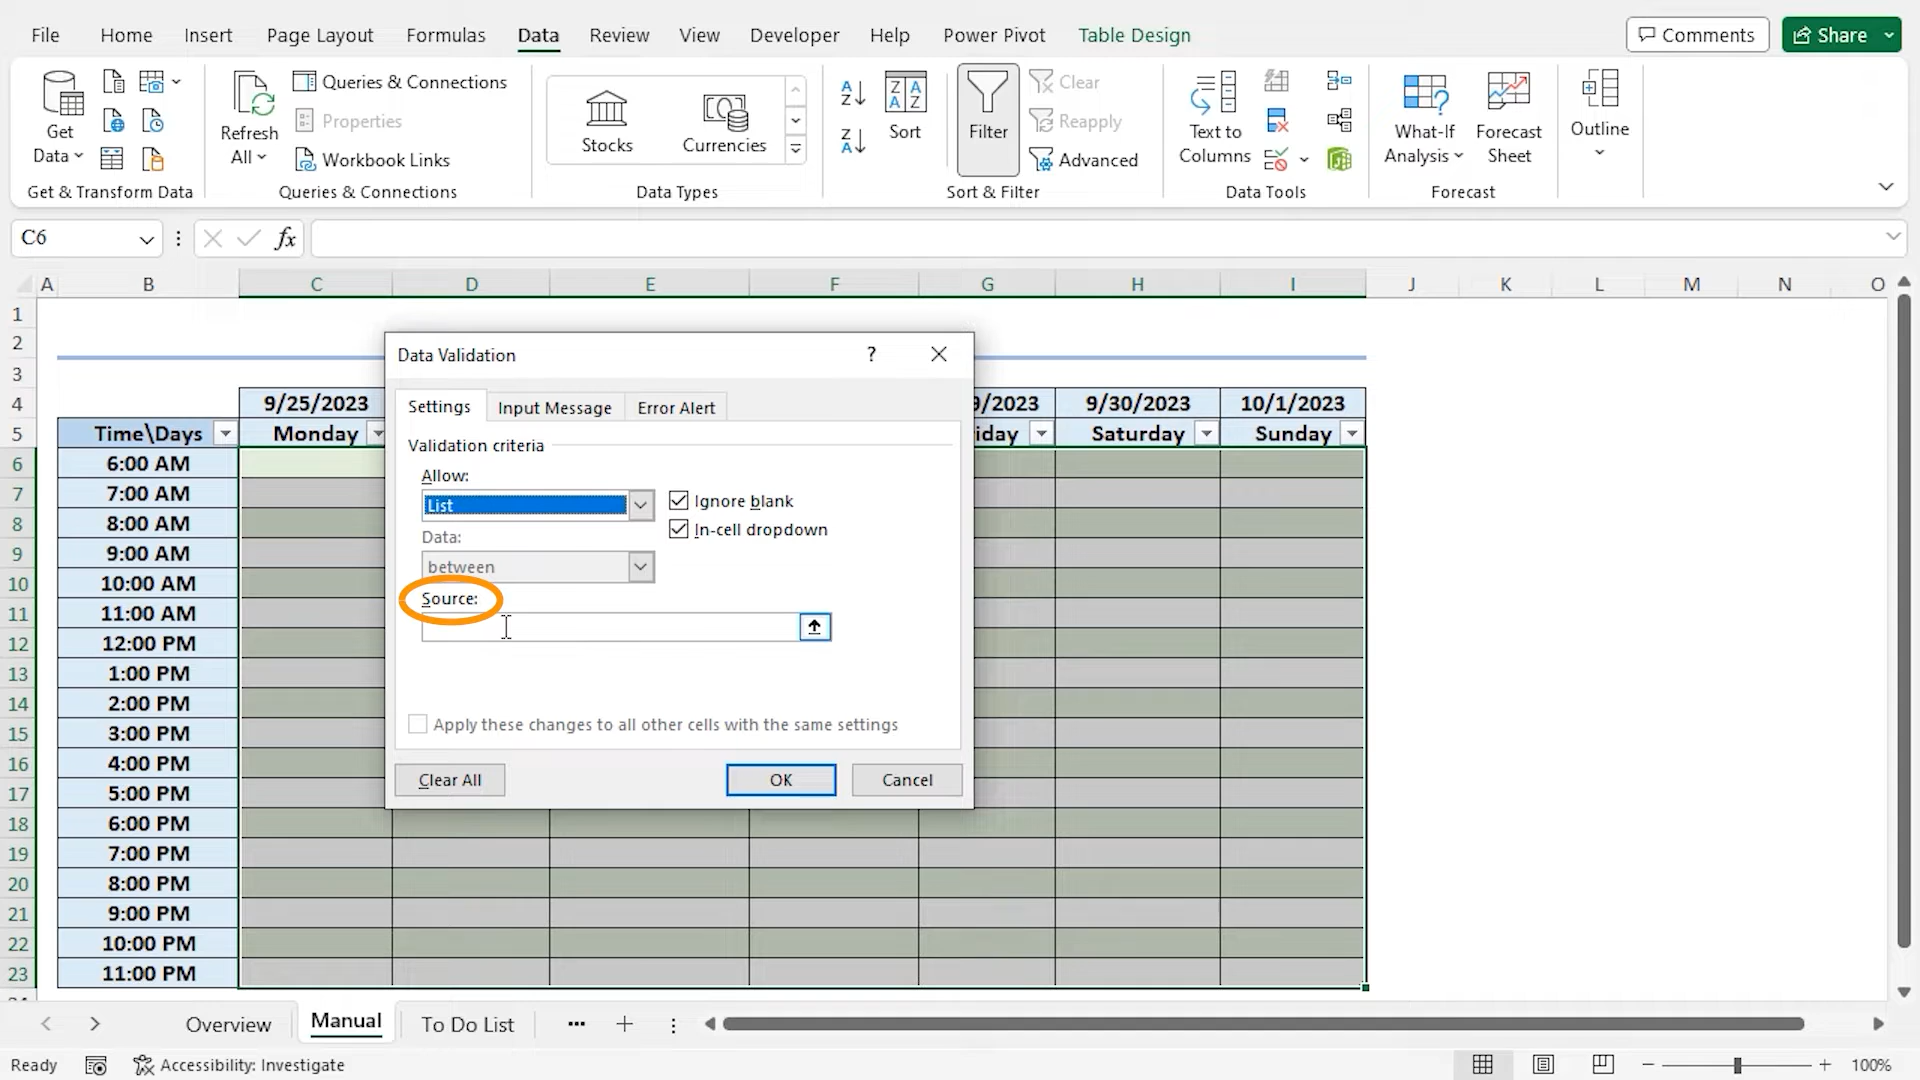 File Home Insert Page Layout Formulas Data Review View Developer Help Power Pivot Table Design Comments Share
Get Data
Refresh All
Queries & Connections
Properties
Workbook Links
Stocks
Currencies
Sort
Filter
Clear
Reapply
Advanced
Text to Columns
What-If Analysis
Forecast Sheet
Outline
Get & Transform Data Queries & Connections Data Types Sort & Filter Data Tools Forecast
C6 fx
A B C D E F G H I J K L M N O
1
2
3
4 9/25/2023 9/2023 9/30/2023 10/1/2023
5 Time\Days Monday iday Saturday Sunday
6 6:00 AM
7 7:00 AM
8 8:00 AM
9 9:00 AM
10 10:00 AM
11 11:00 AM
12 12:00 PM
13 1:00 PM
14 2:00 PM
15 3:00 PM
16 4:00 PM
17 5:00 PM
18 6:00 PM
19 7:00 PM
20 8:00 PM
21 9:00 PM
22 10:00 PM
23 11:00 PM
Data Validation ?
Settings Input Message Error Alert
Validation criteria
Allow:
List
Ignore blank
In-cell dropdown
Data:
between
Source:
Apply these changes to all other cells with the same settings
Clear All OK Cancel
Overview Manual To Do List
Ready Accessibility: Investigate 100%